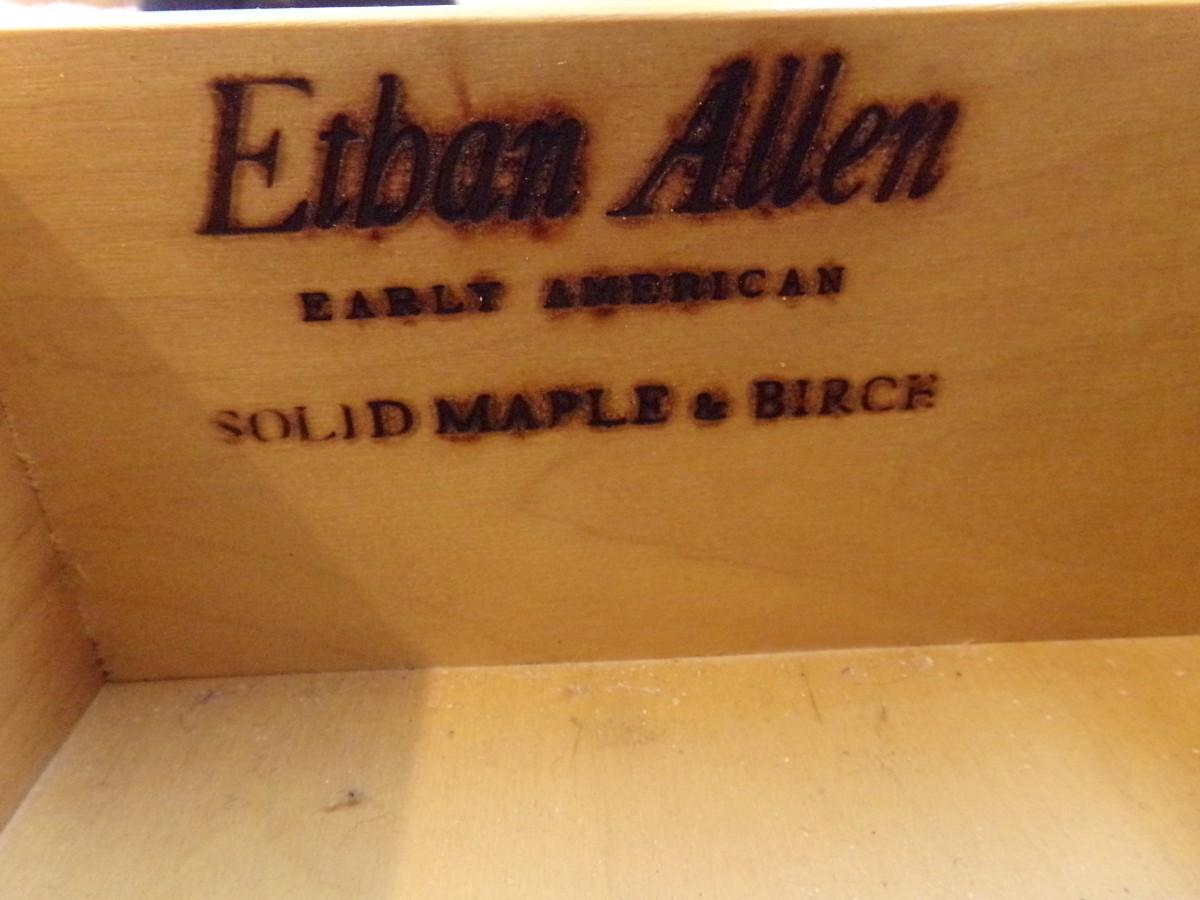 Ethan Allen
EARLY AMERICAN
SOLID MAPLE & BIRCH